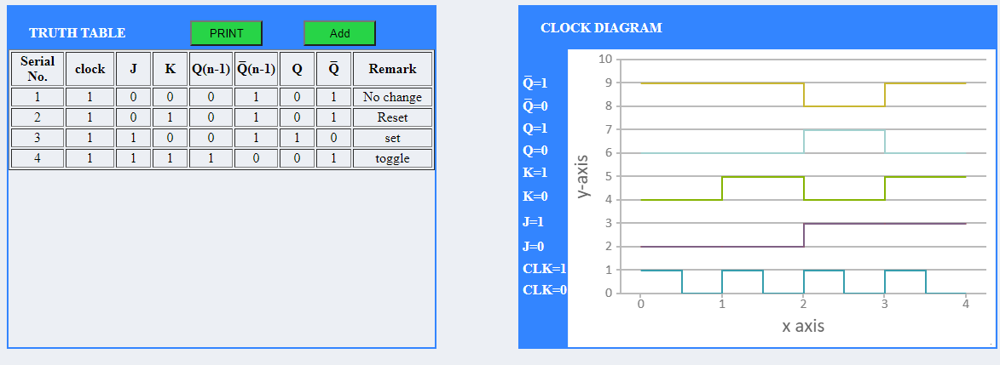 TRUTH TABLE PRINT Add
Serial No. clock J K Q(n-1) Q̅(n-1) Q Q̅ Remark
1 1 0 0 0 1 0 1 No change
2 1 0 1 0 1 0 1 Reset
3 1 1 0 0 1 1 0 set
4 1 1 1 1 0 0 1 toggle
CLOCK DIAGRAM
Q̅=1
Q̅=0
Q=1
Q=0
K=1
K=0
J=1
J=0
CLK=1
CLK=0
y-axis
10
9
8
7
6
5
4
3
2
1
0
0 1 2 3 4
x axis